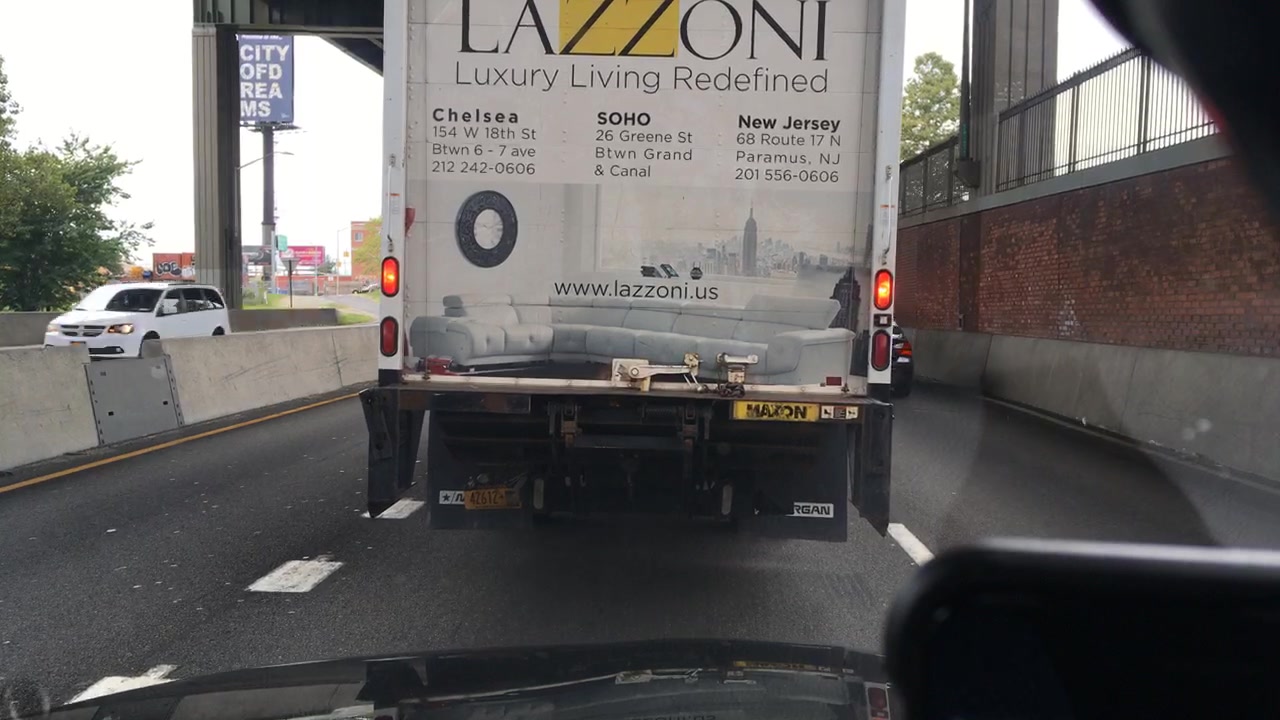 CITY
OFD
REA
MS
LAZZONI
Luxury Living Redefined
Chelsea
154 W 18th St
Btwn 6 - 7 ave
212 242-0606
SOHO
26 Greene St
Btwn Grand
& Canal
New Jersey
68 Route 17 N
Paramus, NJ
201 556-0606
www.lazzoni.us
MAXON
RGAN